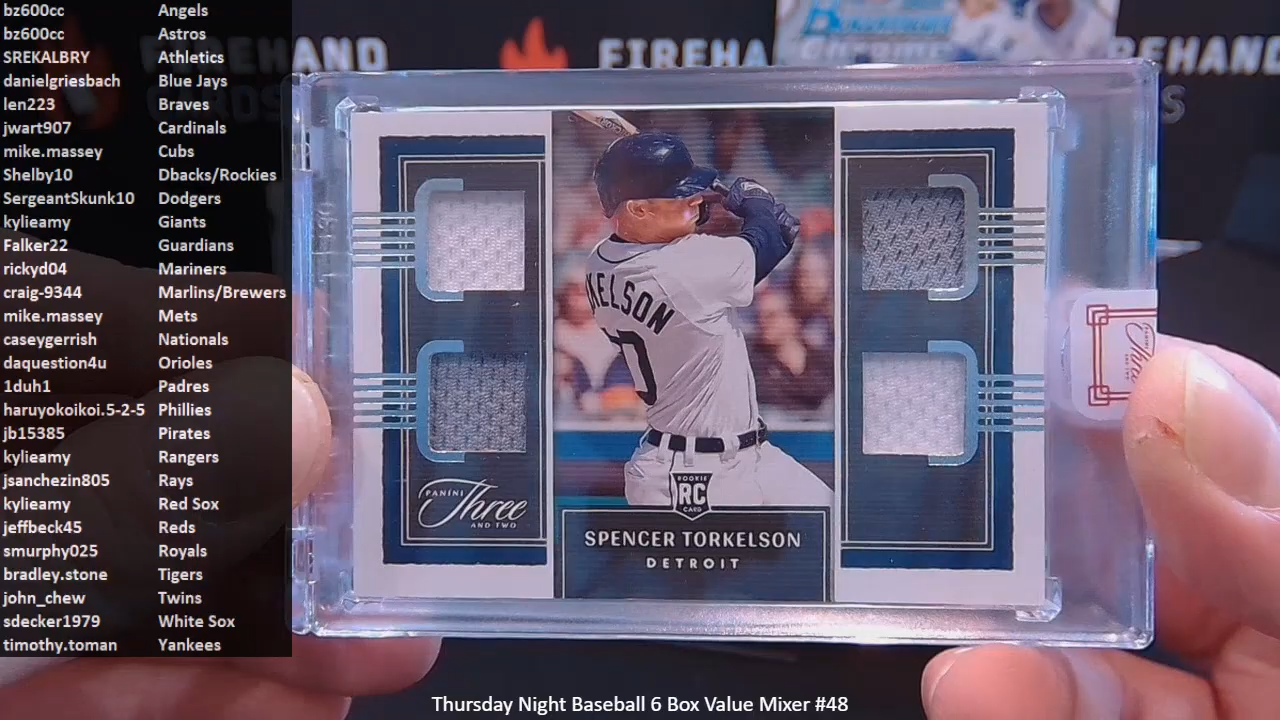 bz600cc Angels
bz600cc Astros
SREKALBRY Athletics
danielgriesbach Blue Jays
len223 Braves
jwart907 Cardinals
mike.massey Cubs
Shelby10 Dbacks/Rockies
SergeantSkunk10 Dodgers
kylieamy Giants
Falker22 Guardians
rickyd04 Mariners
craig-9344 Marlins/Brewers
mike.massey Mets
caseygerrish Nationals
daquestion4u Orioles
1duh1 Padres
haruyokoikoi.5-2-5 Phillies
jb15385 Pirates
kylieamy Rangers
jsanchezin805 Rays
kylieamy Red Sox
jeffbeck45 Reds
smurphy025 Royals
bradley.stone Tigers
john_chew Twins
sdecker1979 White Sox
timothy.toman Yankees
FIREHAND
CARDS
FIREHA
REHAND
KELSON
PANINI
Three
AND TWO
ROOKIE
RC
CARD
SPENCER TORKELSON
DETROIT
Thursday Night Baseball 6 Box Value Mixer #48